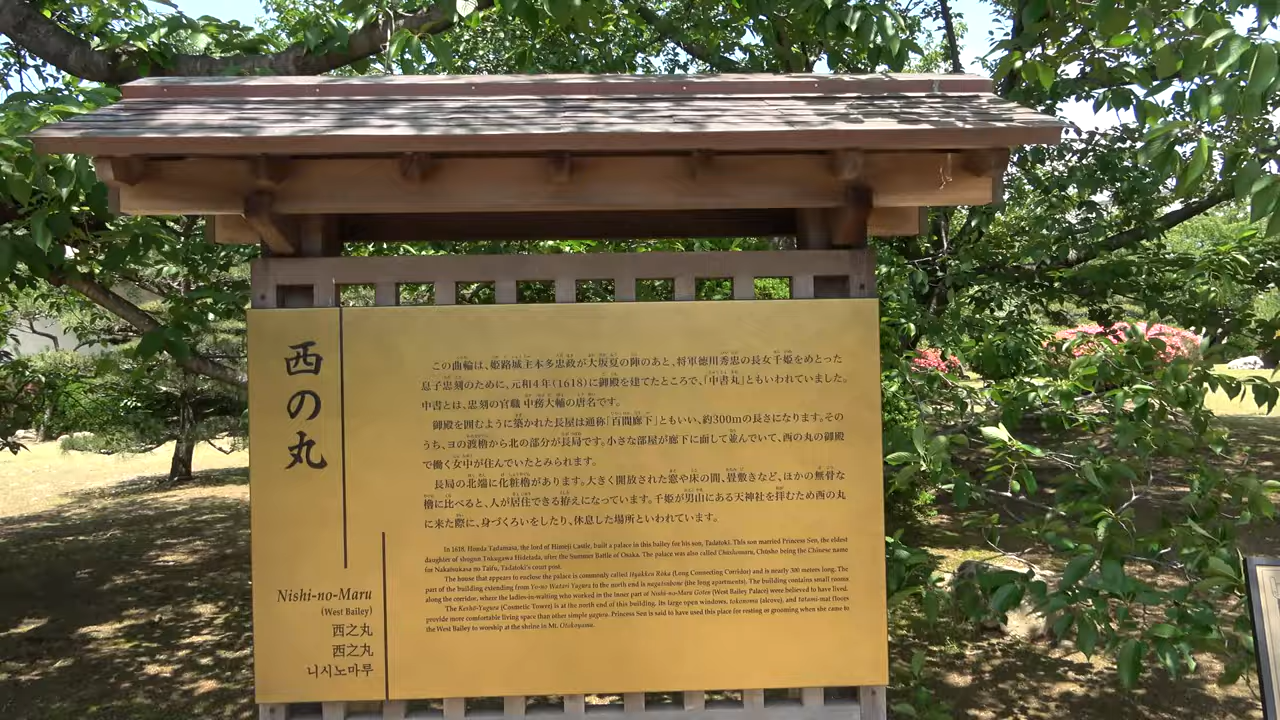 西の丸
この曲輪は、姫路城主本多忠政が大坂夏の陣のあと、将軍徳川秀忠の長女千姫をめとった
息子忠刻のために、元和4年(1618)に御殿を建てたところで、「中書丸」ともいわれていました。
中書とは、忠刻の官職 中務大輔の唐名です。
御殿を囲むように築かれた長屋は通称「百間廊下」ともいい、約300mの長さになります。その
うち、ヨの渡櫓から北の部分が長局です。小さな部屋が廊下に面して並んでいて、西の丸の御殿
で働く女中が住んでいたとみられます。
長局の北端に化粧櫓があります。大きく開放された窓や床の間、畳敷きなど、ほかの無骨な
櫓に比べると、人が居住できる拵えになっています。千姫が男山にある天神社を拝むため西の丸
に来た際に、身づくろいをしたり、休息した場所といわれています。
In 1618, Honda Tadamasa, the lord of Himeji Castle, built a palace in this bailey for his son, Tadatoki. This son married Princess Sen, the eldest
daughter of shogun Tokugawa Hidetada, after the Summer Battle of Osaka. The palace was also called Chūshomaru, Chūsho being the Chinese name
for Nakatsukasa no Taifu, Tadatoki's court post.
The house that appears to enclose the palace is commonly called Hyakken Rōka (Long Connecting Corridor) and is nearly 300 meters long. The
part of the building extending from Yo-no Watari Yagura to the north end is nagatsubone (the long apartments). The building contains small rooms
along the corridor, where the ladies-in-waiting who worked in the inner part of Nishi-no-Maru Goten (West Bailey Palace) were believed to have lived.
The Keshō-Yagura (Cosmetic Tower) is at the north end of this building. Its large open windows, tokonoma (alcove), and tatami-mat floors
provide more comfortable living space than other simple yagura. Princess Sen is said to have used this place for resting or grooming when she came to
the West Bailey to worship at the shrine in Mt. Otokoyama.
Nishi-no-Maru
(West Bailey)
西之丸
西之丸
니시노마루